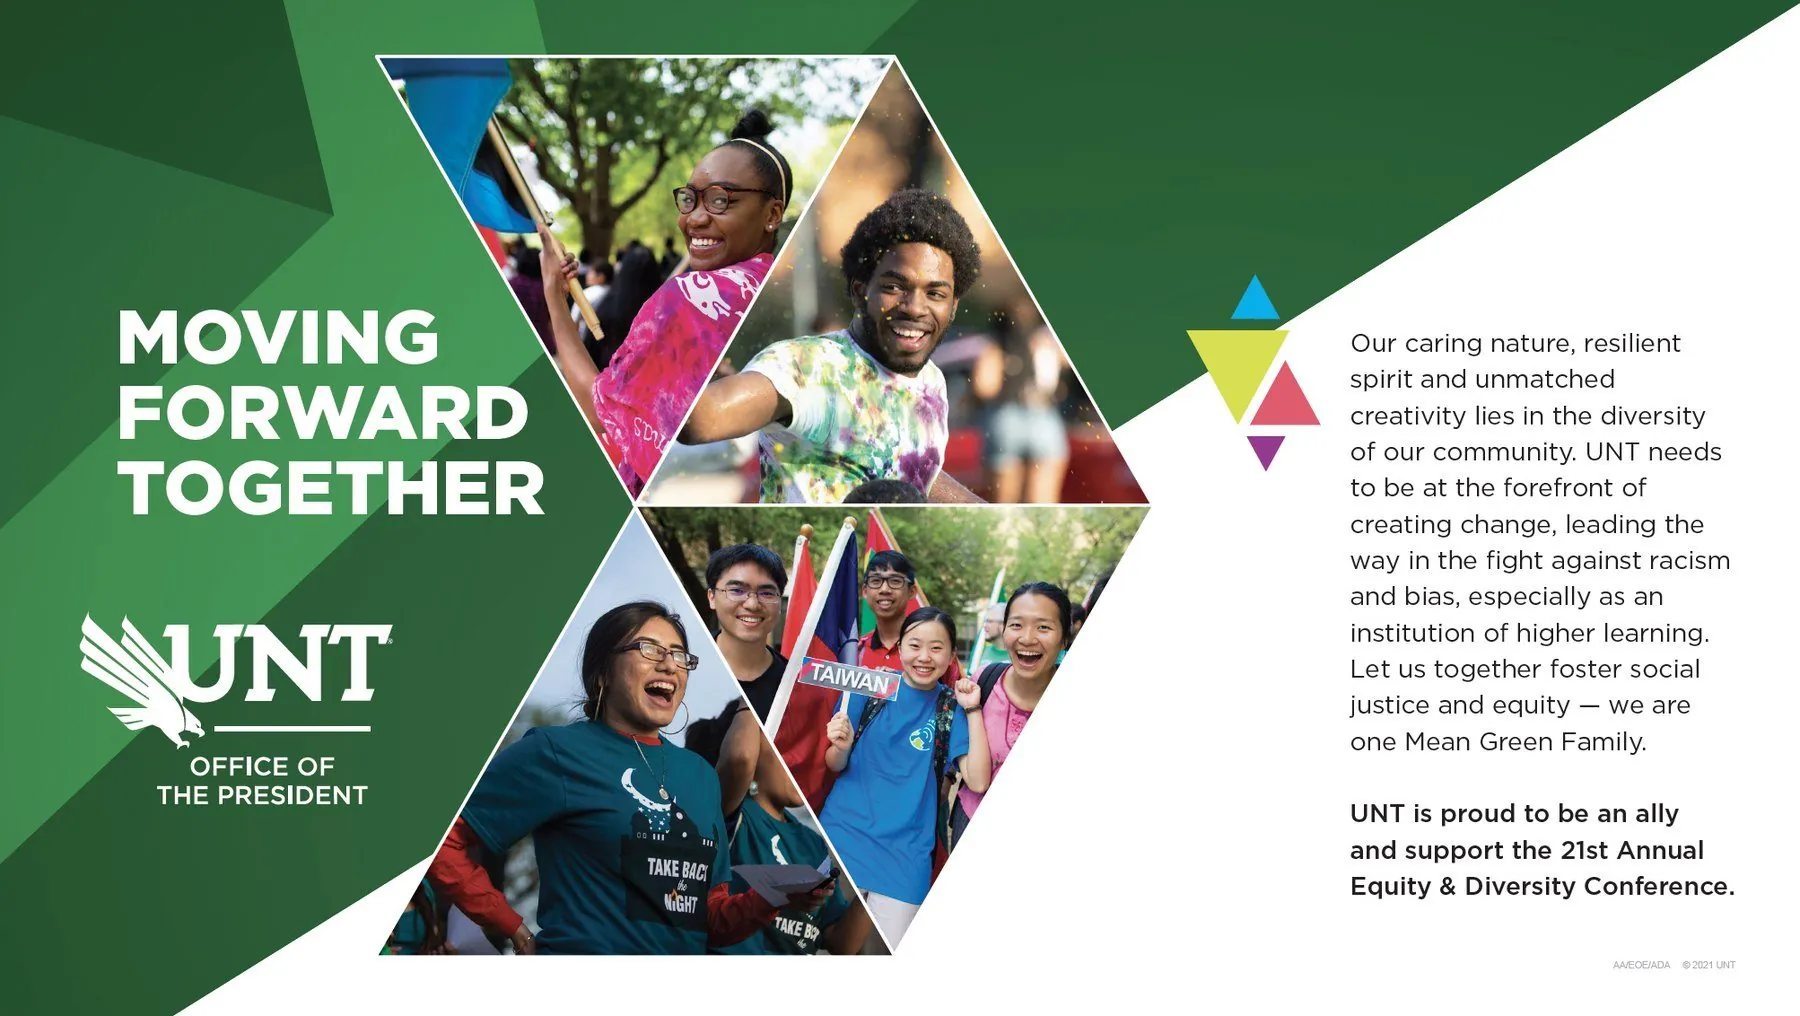 MOVING
FORWARD
TOGETHER
UNT
OFFICE OF
THE PRESIDENT
TAIWAN
TAKE BACK
the
NIGHT
TAKE BAC
the
Our caring nature, resilient
spirit and unmatched
creativity lies in the diversity
of our community. UNT needs
to be at the forefront of
creating change, leading the
way in the fight against racism
and bias, especially as an
institution of higher learning.
Let us together foster social
justice and equity — we are
one Mean Green Family.
UNT is proud to be an ally
and support the 21st Annual
Equity & Diversity Conference.
AA/EOE/ADA © 2021 UNT